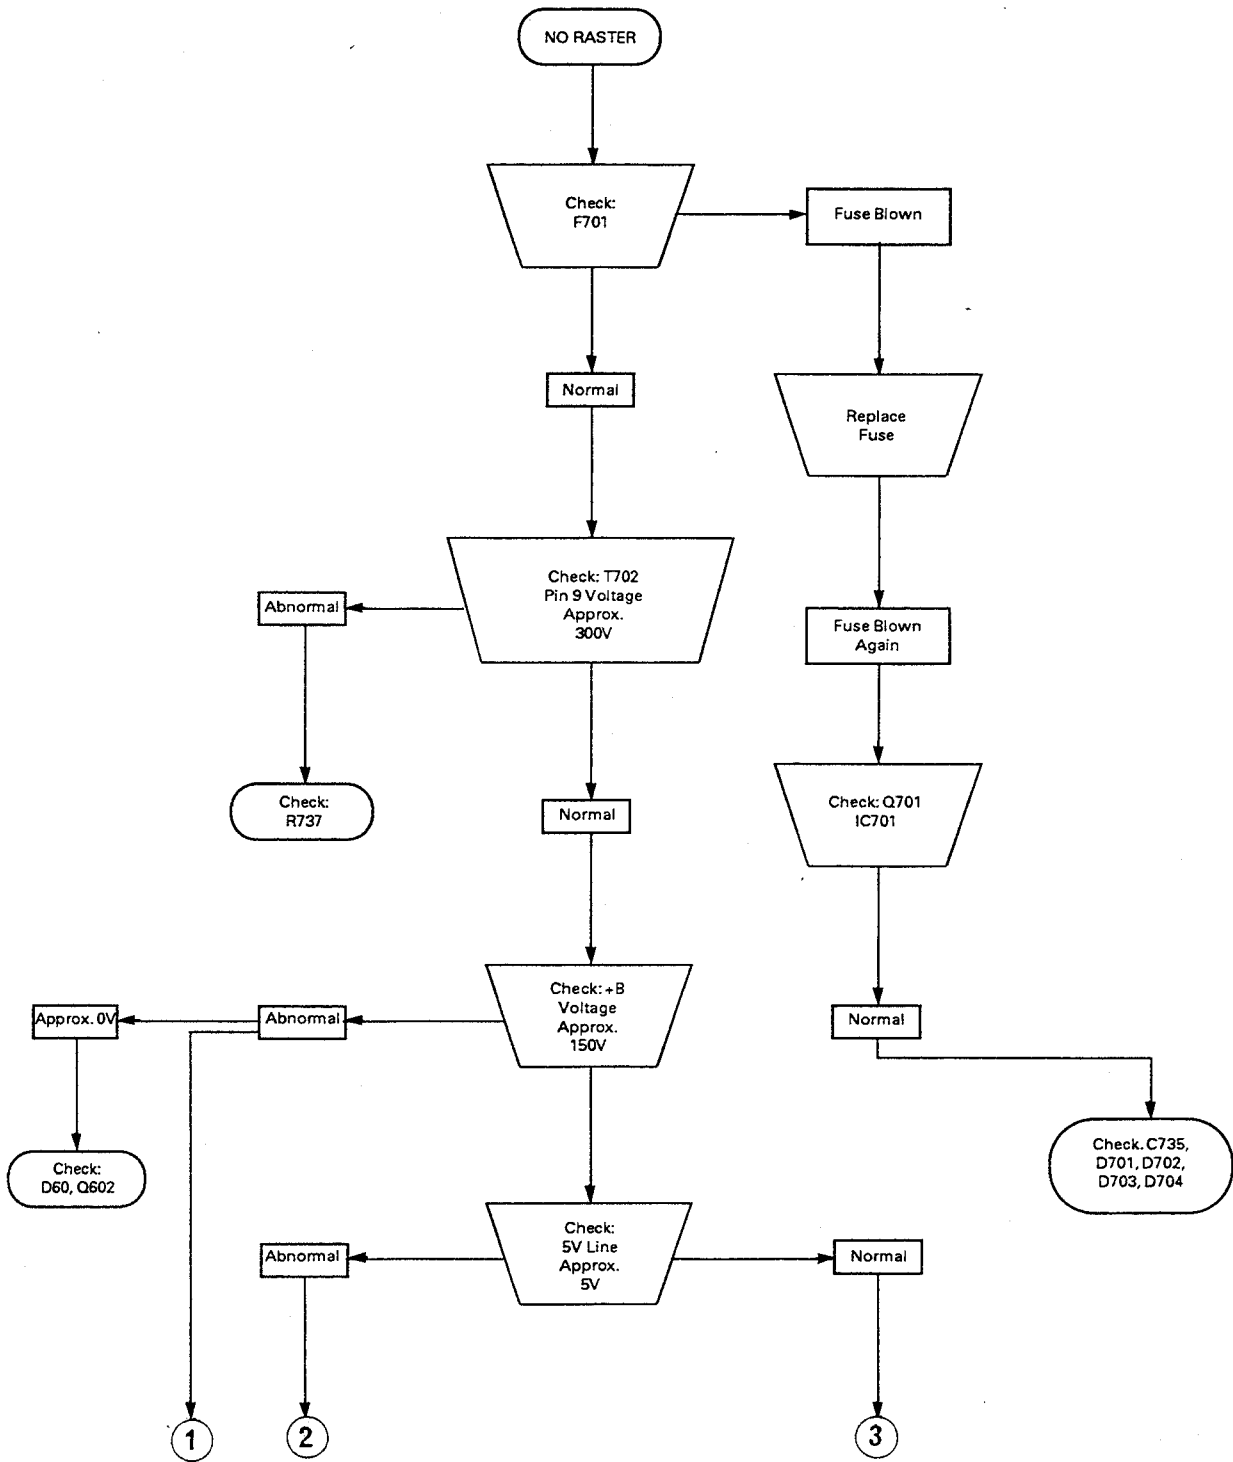 NO RASTER
Check:
F701
Fuse Blown
Normal
Replace
Fuse
Check: T702
Pin 9 Voltage
Approx.
300V
Abnormal
Fuse Blown
Again
Check:
R737
Normal
Check: Q701
IC701
Check: +B
Voltage
Approx.
150V
Abnormal
Approx. 0V
Normal
Check:
D60, Q602
Check. C735,
D701, D702,
D703, D704
Check:
5V Line
Approx.
5V
Abnormal
Normal
1
2
3